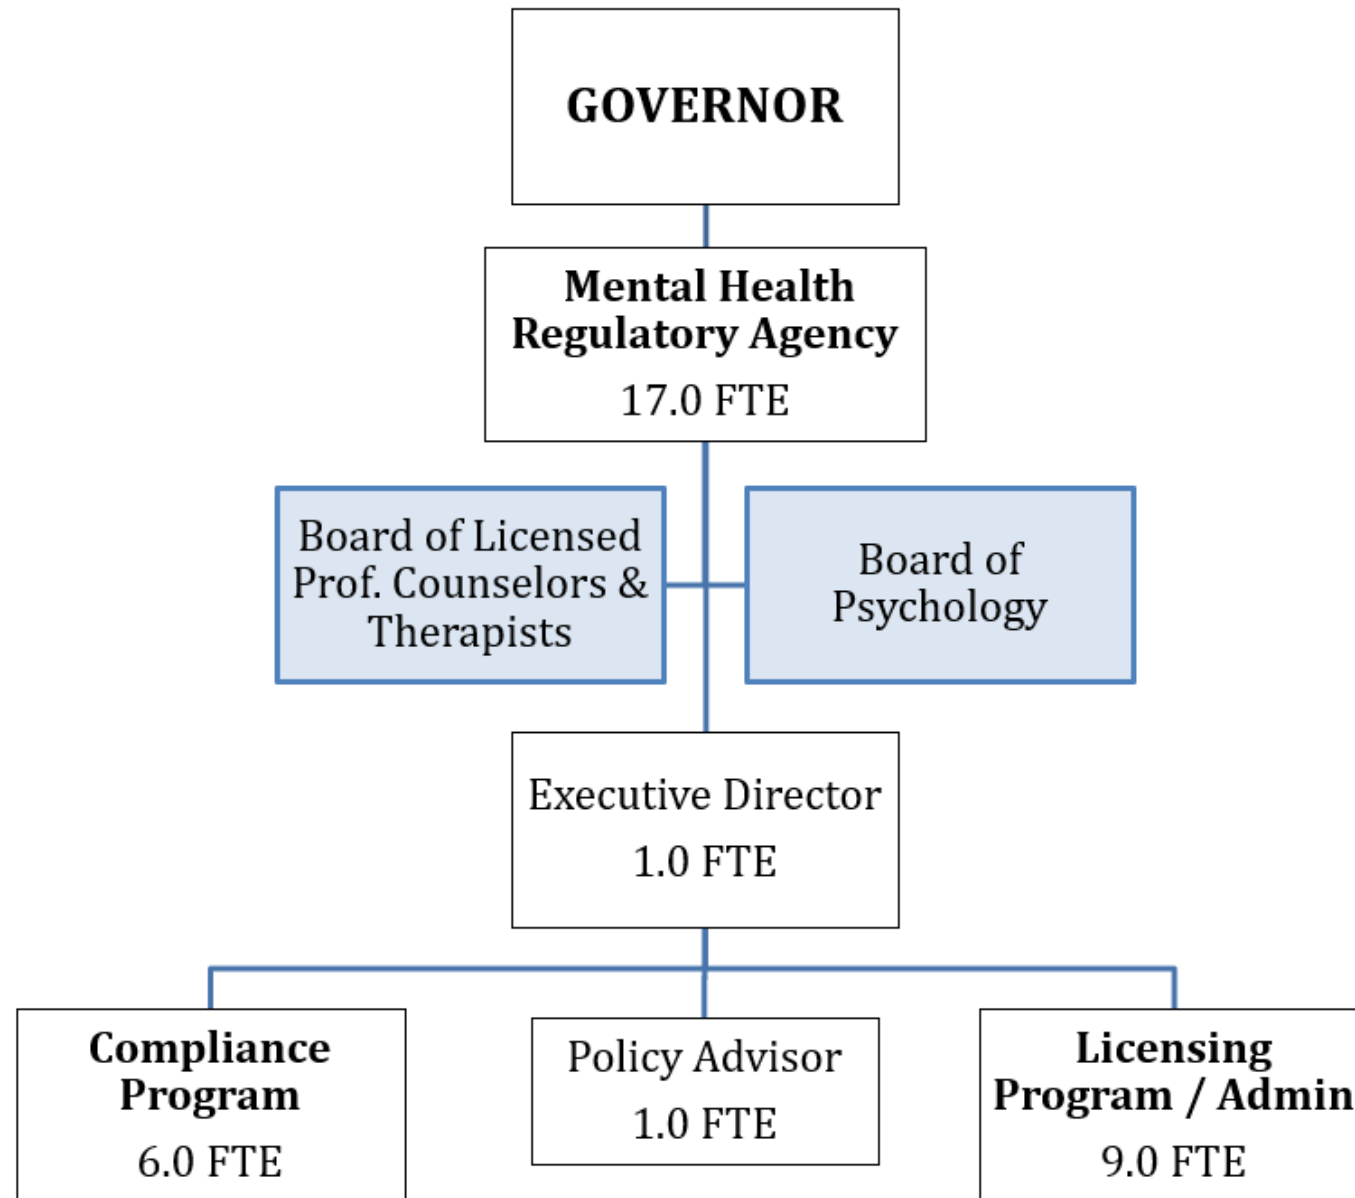 GOVERNOR
Mental Health
Regulatory Agency
17.0 FTE
Board of Licensed
Prof. Counselors &
Therapists
Board of
Psychology
Executive Director
1.0 FTE
Compliance
Program
6.0 FTE
Policy Advisor
1.0 FTE
Licensing
Program / Admin
9.0 FTE